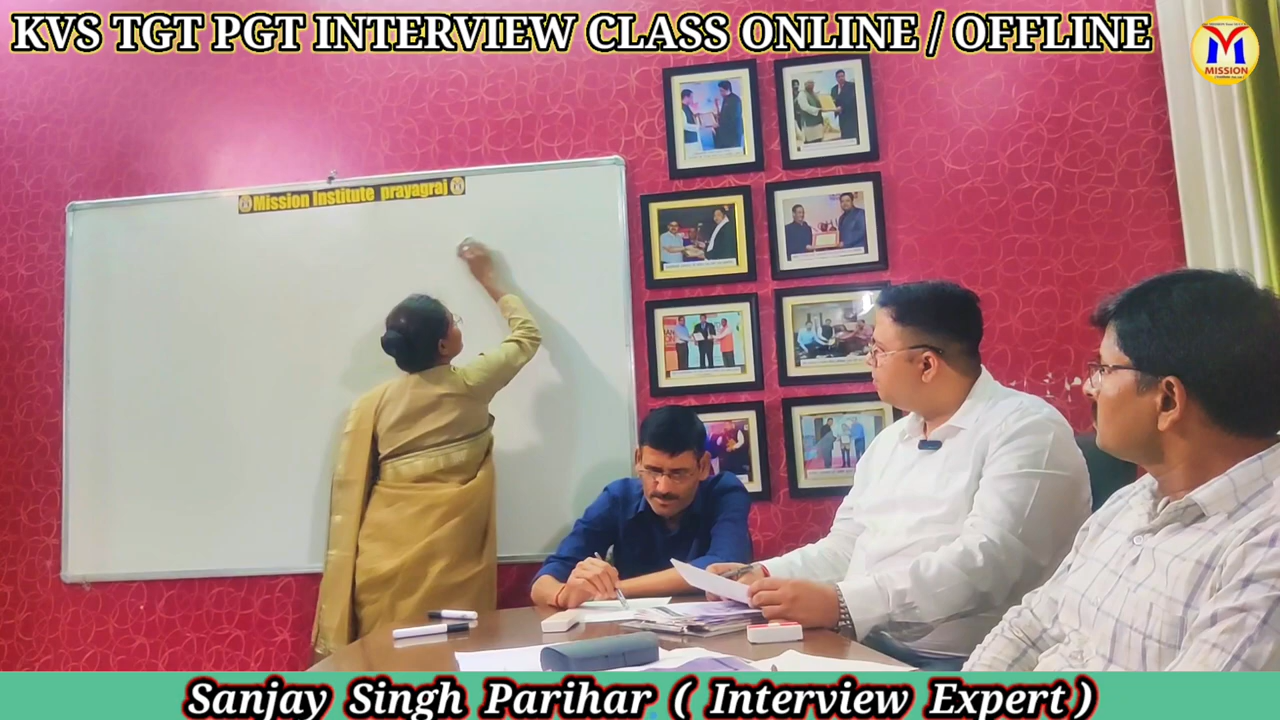 KVS TGT PGT INTERVIEW CLASS ONLINE / OFFLINE
MISSION
Mission Institute prayagraj
Sanjay Singh Parihar ( Interview Expert )